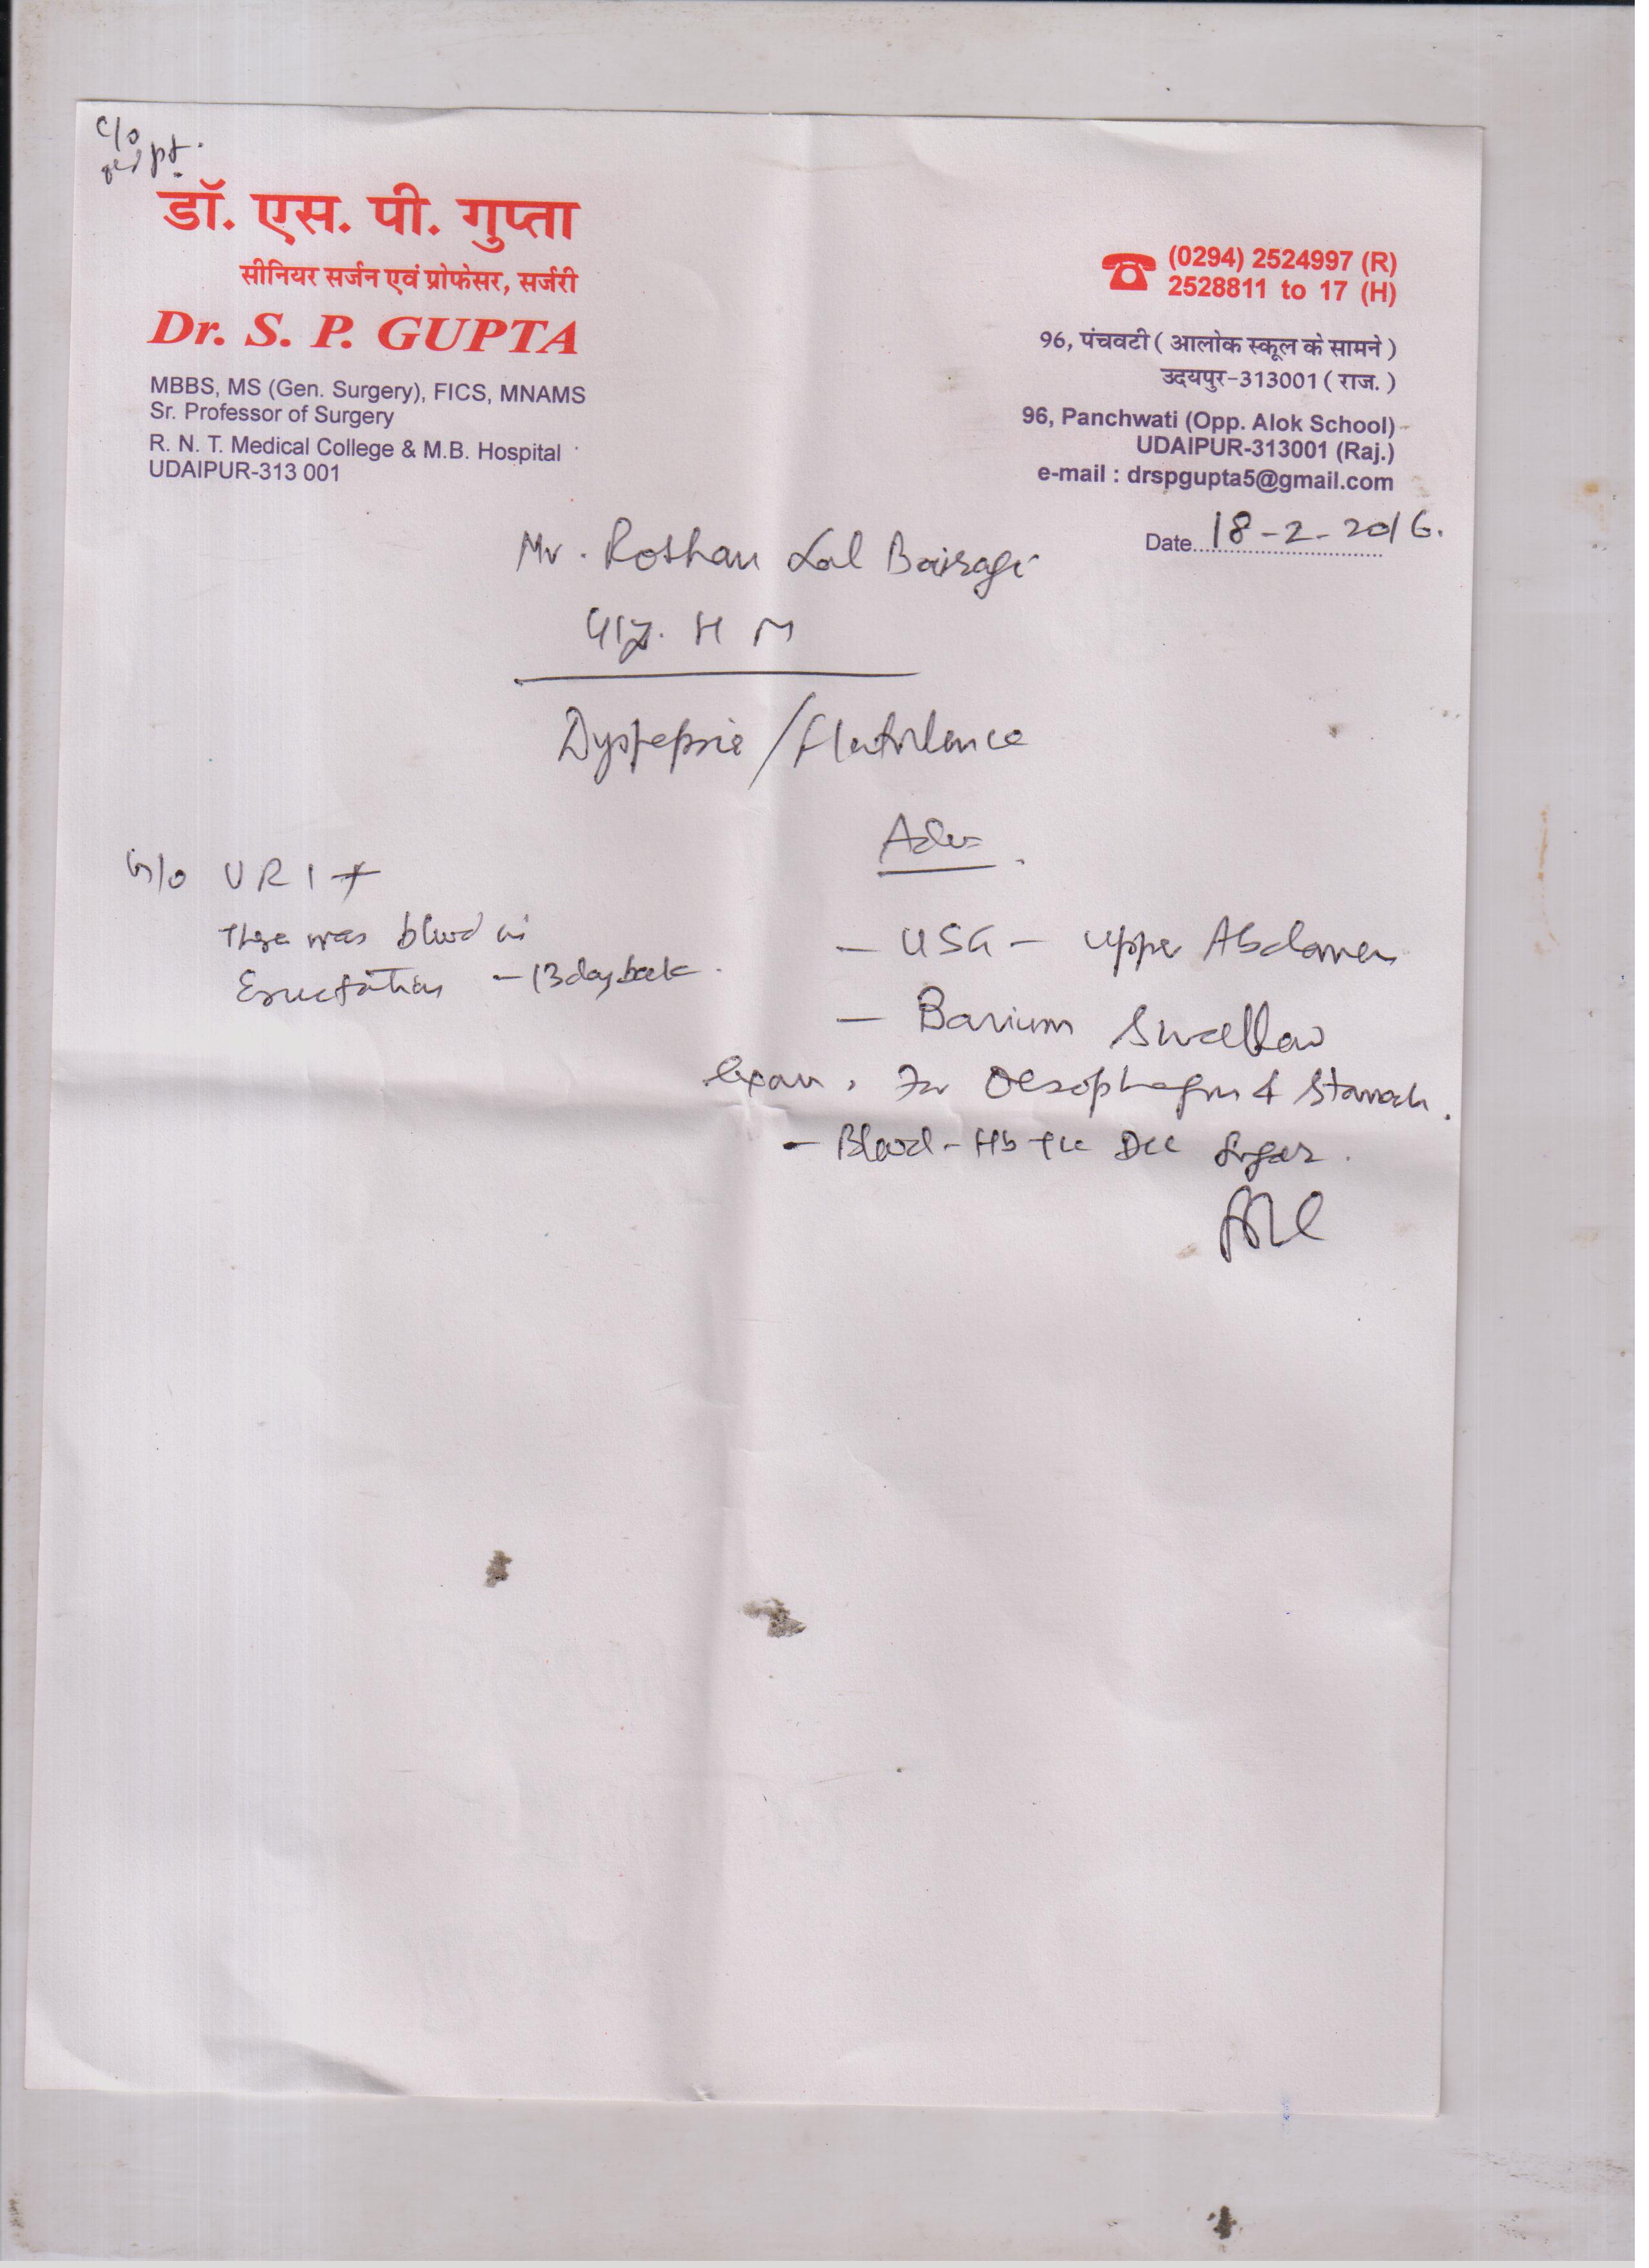 C/o
old pt.
डॉ. एस. पी. गुप्ता
सीनियर सर्जन एवं प्रोफेसर, सर्जरी
Dr. S. P. GUPTA
MBBS, MS (Gen. Surgery), FICS, MNAMS
Sr. Professor of Surgery
R. N. T. Medical College & M.B. Hospital
UDAIPUR-313 001
(0294) 2524997 (R)
2528811 to 17 (H)
96, पंचवटी ( आलोक स्कूल के सामने )
उदयपुर-313001 ( राज. )
96, Panchwati (Opp. Alok School)
UDAIPUR-313001 (Raj.)
e-mail : drspgupta5@gmail.com
Date 18-2-2016.
Mr. Roshan Lal Bairagi
41y. H M
Dyspepsia / flatulence
H/o URI +
There was blood in
Eructation - 13 day back.
Adv.
- USG - Upper Abdomen
- Barium Swallow
Exam. For Oesophagus & Stomach.
- Blood - Hb TLC DLC Sugar.